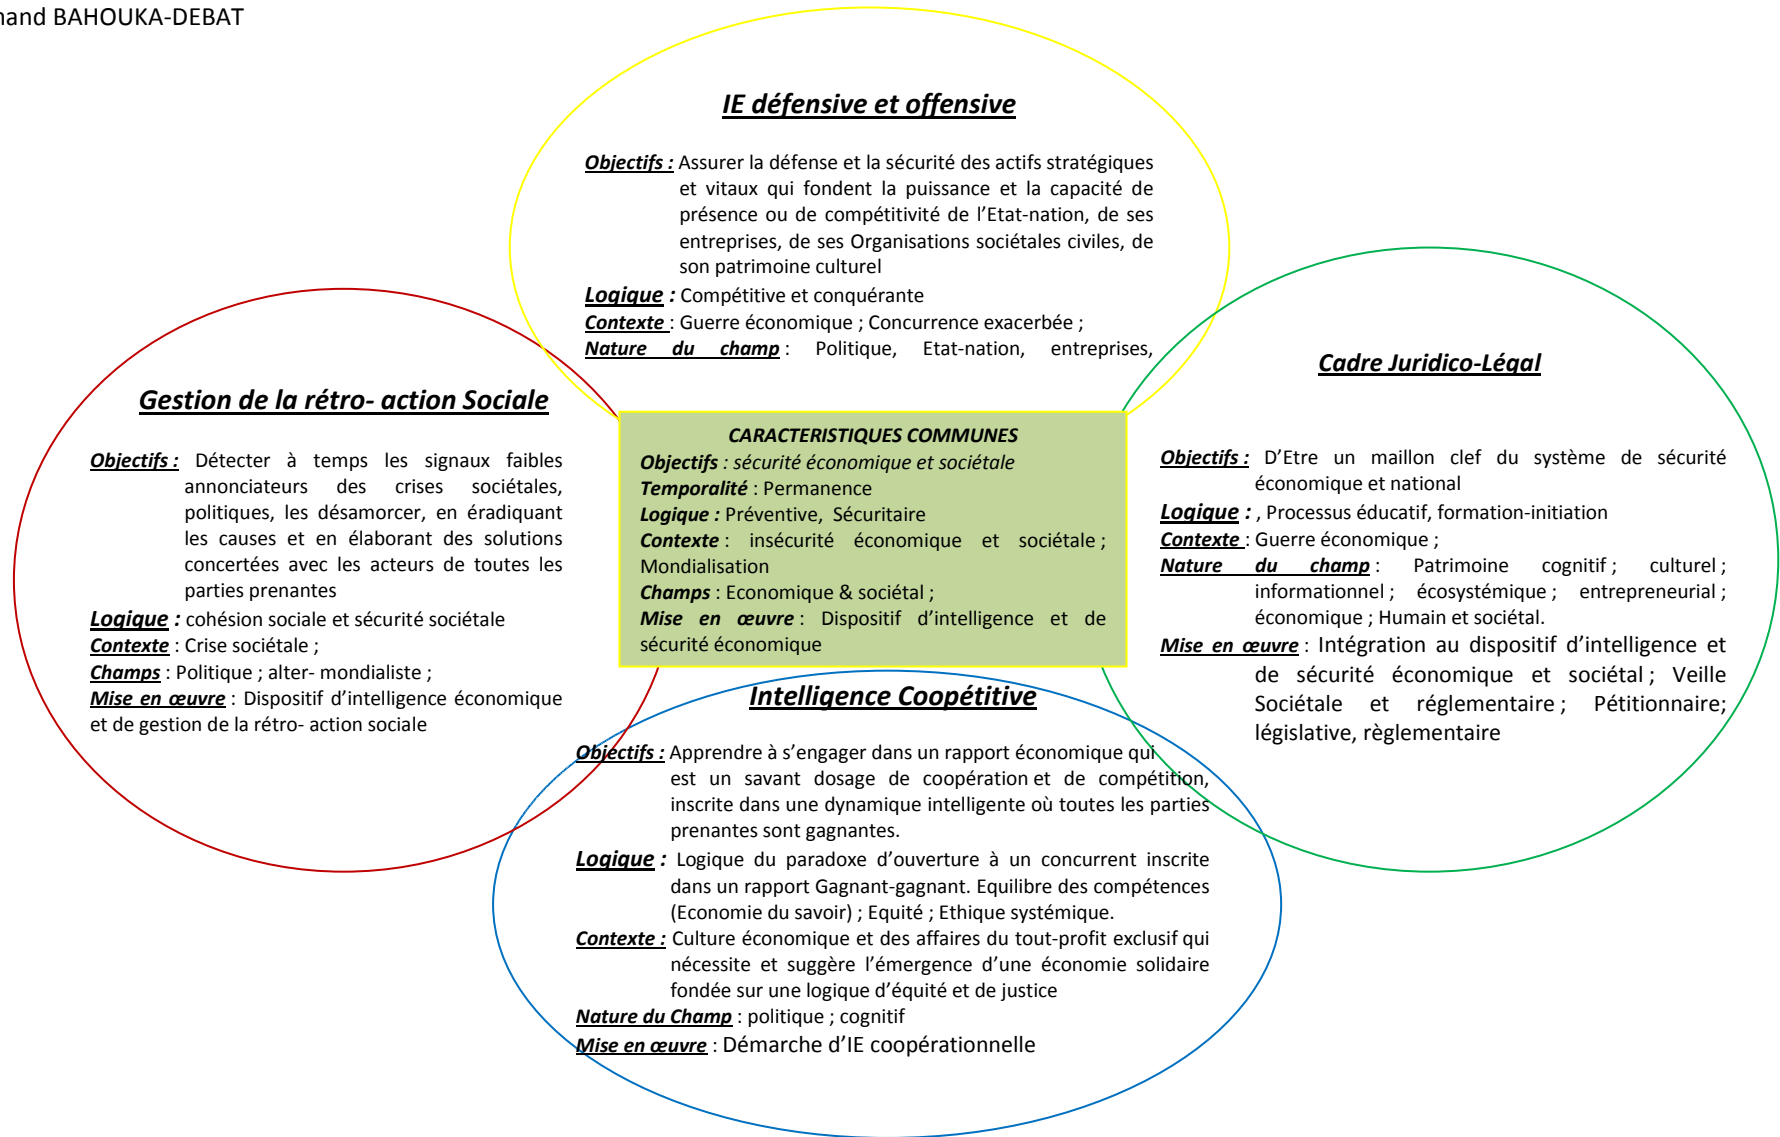 mand BAHOUKA-DEBAT
IE défensive et offensive
Objectifs : Assurer la défense et la sécurité des actifs stratégiques
et vitaux qui fondent la puissance et la capacité de
présence ou de compétitivité de l’Etat-nation, de ses
entreprises, de ses Organisations sociétales civiles, de
son patrimoine culturel
Logique : Compétitive et conquérante
Contexte : Guerre économique ; Concurrence exacerbée ;
Nature du champ : Politique, Etat-nation, entreprises,
Gestion de la rétro- action Sociale
Objectifs : Détecter à temps les signaux faibles
annonciateurs des crises sociétales,
politiques, les désamorcer, en éradiquant
les causes et en élaborant des solutions
concertées avec les acteurs de toutes les
parties prenantes
Logique : cohésion sociale et sécurité sociétale
Contexte : Crise sociétale ;
Champs : Politique ; alter- mondialiste ;
Mise en œuvre : Dispositif d’intelligence économique
et de gestion de la rétro- action sociale
CARACTERISTIQUES COMMUNES
Objectifs : sécurité économique et sociétale
Temporalité : Permanence
Logique : Préventive, Sécuritaire
Contexte : insécurité économique et sociétale ;
Mondialisation
Champs : Economique & sociétal ;
Mise en œuvre : Dispositif d’intelligence et de
sécurité économique
Cadre Juridico-Légal
Objectifs : D’Etre un maillon clef du système de sécurité
économique et national
Logique : , Processus éducatif, formation-initiation
Contexte : Guerre économique ;
Nature du champ : Patrimoine cognitif ; culturel ;
informationnel ; écosystémique ; entrepreneurial ;
économique ; Humain et sociétal.
Mise en œuvre : Intégration au dispositif d’intelligence et
de sécurité économique et sociétal ; Veille
Sociétale et réglementaire ; Pétitionnaire;
législative, règlementaire
Intelligence Coopétitive
Objectifs : Apprendre à s’engager dans un rapport économique qui
est un savant dosage de coopération et de compétition,
inscrite dans une dynamique intelligente où toutes les parties
prenantes sont gagnantes.
Logique : Logique du paradoxe d’ouverture à un concurrent inscrite
dans un rapport Gagnant-gagnant. Equilibre des compétences
(Economie du savoir) ; Equité ; Ethique systémique.
Contexte : Culture économique et des affaires du tout-profit exclusif qui
nécessite et suggère l’émergence d’une économie solidaire
fondée sur une logique d’équité et de justice
Nature du Champ : politique ; cognitif
Mise en œuvre : Démarche d’IE coopérationnelle